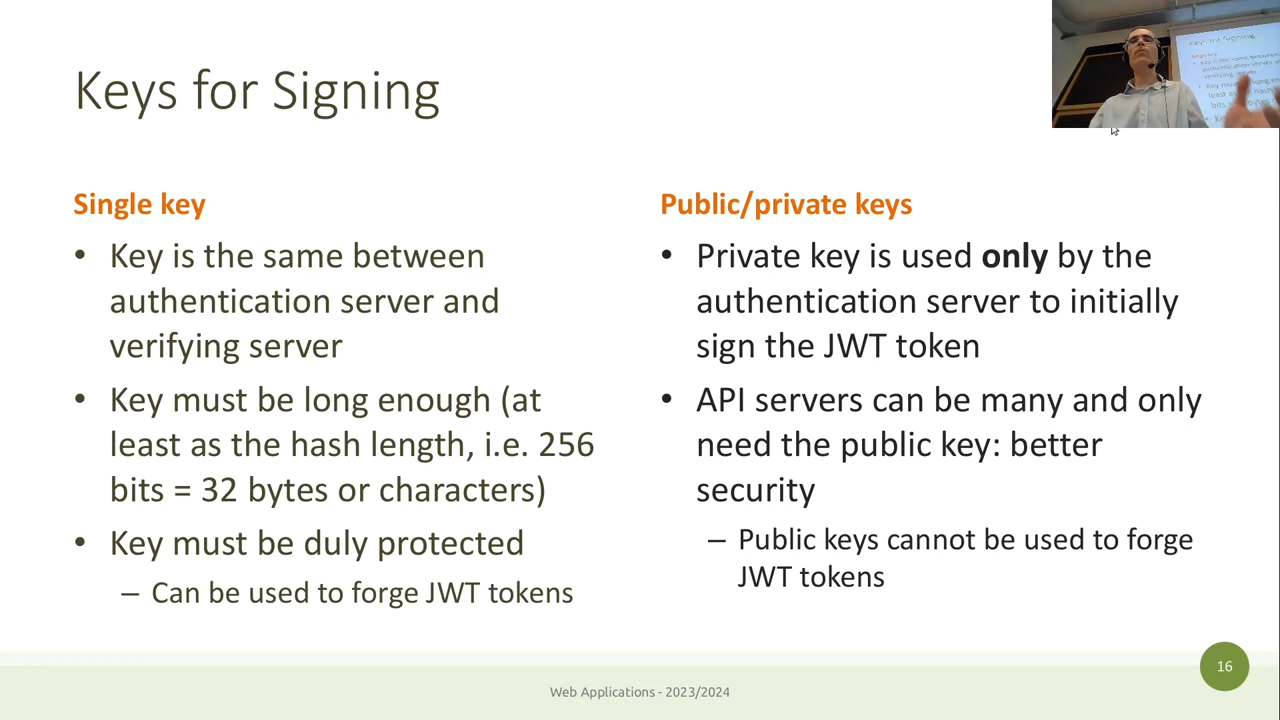 Keys for Signing
Single key
• Key is the same between
authentication server and
verifying server
• Key must be long enough (at
least as the hash length, i.e. 256
bits = 32 bytes or characters)
• Key must be duly protected
– Can be used to forge JWT tokens
Public/private keys
• Private key is used only by the
authentication server to initially
sign the JWT token
• API servers can be many and only
need the public key: better
security
– Public keys cannot be used to forge
JWT tokens
Web Applications - 2023/2024
16
Keys for Signing